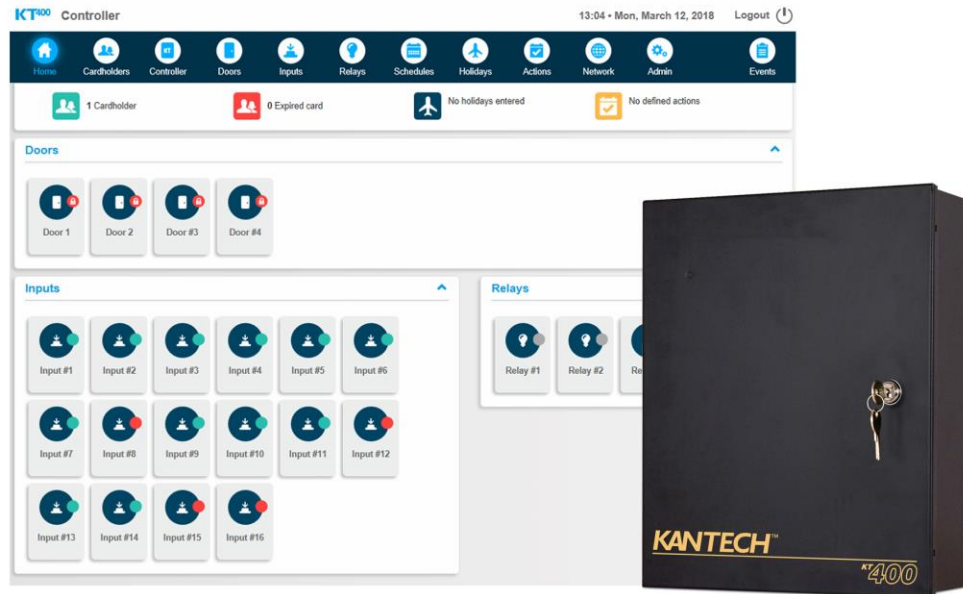 KT400 Controller 13:04 • Mon, March 12, 2018 Logout
Home Cardholders Controller Doors Inputs Relays Schedules Holidays Actions Network Admin Events
1 Cardholder 0 Expired card No holidays entered No defined actions
Doors
Door 1 Door 2 Door #3 Door #4
Inputs Relays
Input #1 Input #2 Input #3 Input #4 Input #5 Input #6 Relay #1 Relay #2 Re
Input #7 Input #8 Input #9 Input #10 Input #11 Input #12
Input #13 Input #14 Input #15 Input #16
KANTECH™
KT400